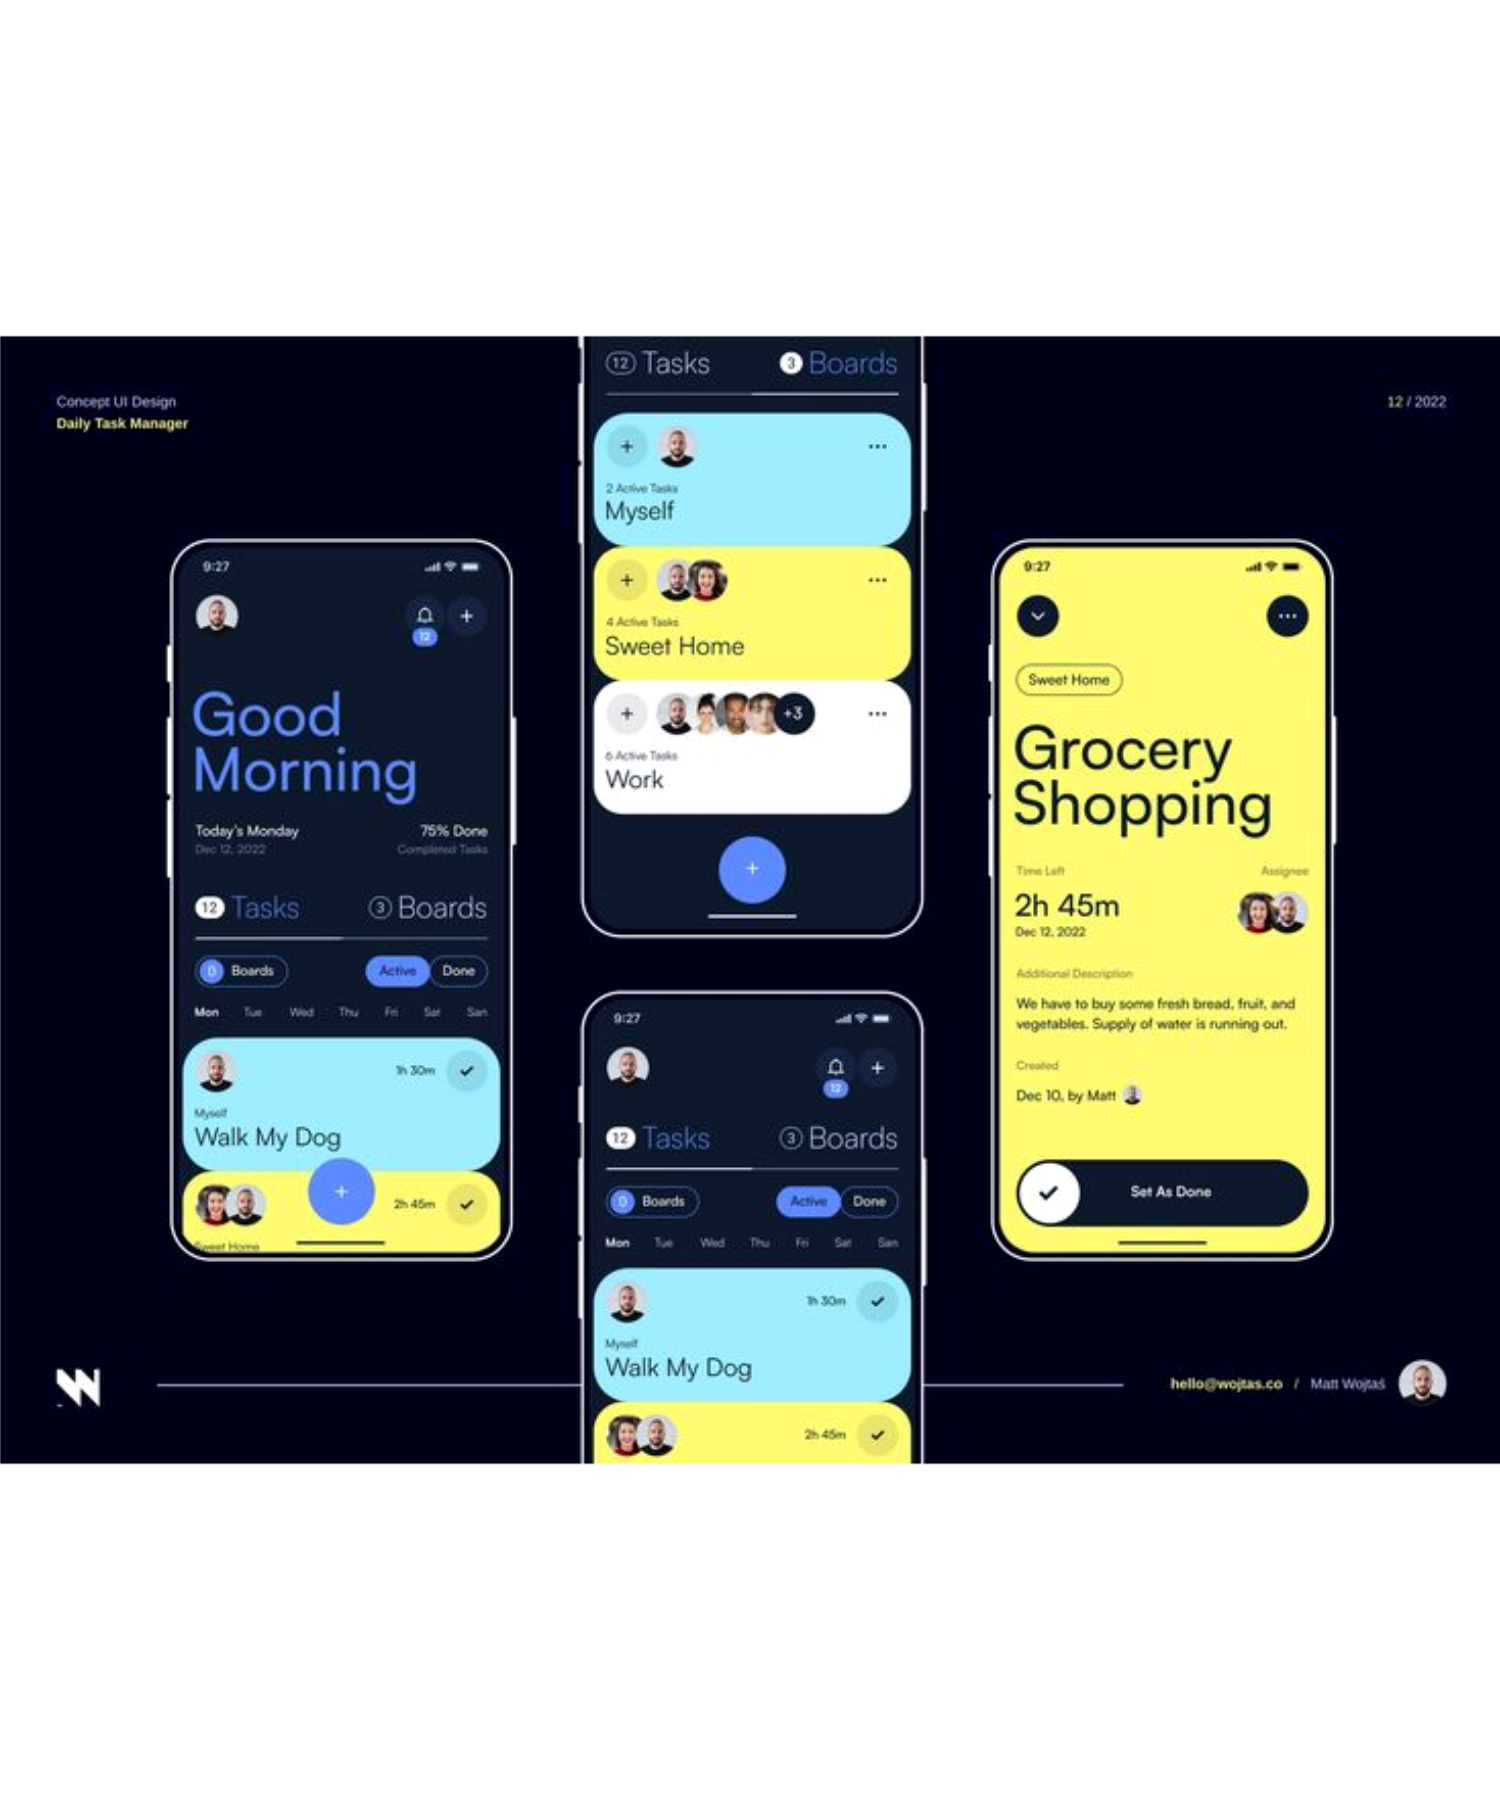 Concept UI Design
Daily Task Manager
12 / 2022
9:27
12
Good
Morning
Today's Monday
75% Done
Dec 12, 2022
Completed Tasks
12 Tasks
3 Boards
0 Boards
Active
Done
Mon Tue Wed Thu Fri Sat San
1h 30m
Myself
Walk My Dog
2h 45m
Sweet Home
12 Tasks
3 Boards
2 Active Tasks
Myself
4 Active Tasks
Sweet Home
+3
6 Active Tasks
Work
9:27
12
12 Tasks
3 Boards
0 Boards
Active
Done
Mon Tue Wed Thu Fri Sat San
1h 30m
Myself
Walk My Dog
2h 45m
9:27
Sweet Home
Grocery
Shopping
Time Left
Assignee
2h 45m
Dec 12, 2022
Additional Description
We have to buy some fresh bread, fruit, and
vegetables. Supply of water is running out.
Created
Dec 10, by Matt
Set As Done
hello@wojtas.co / Matt Wojtaś